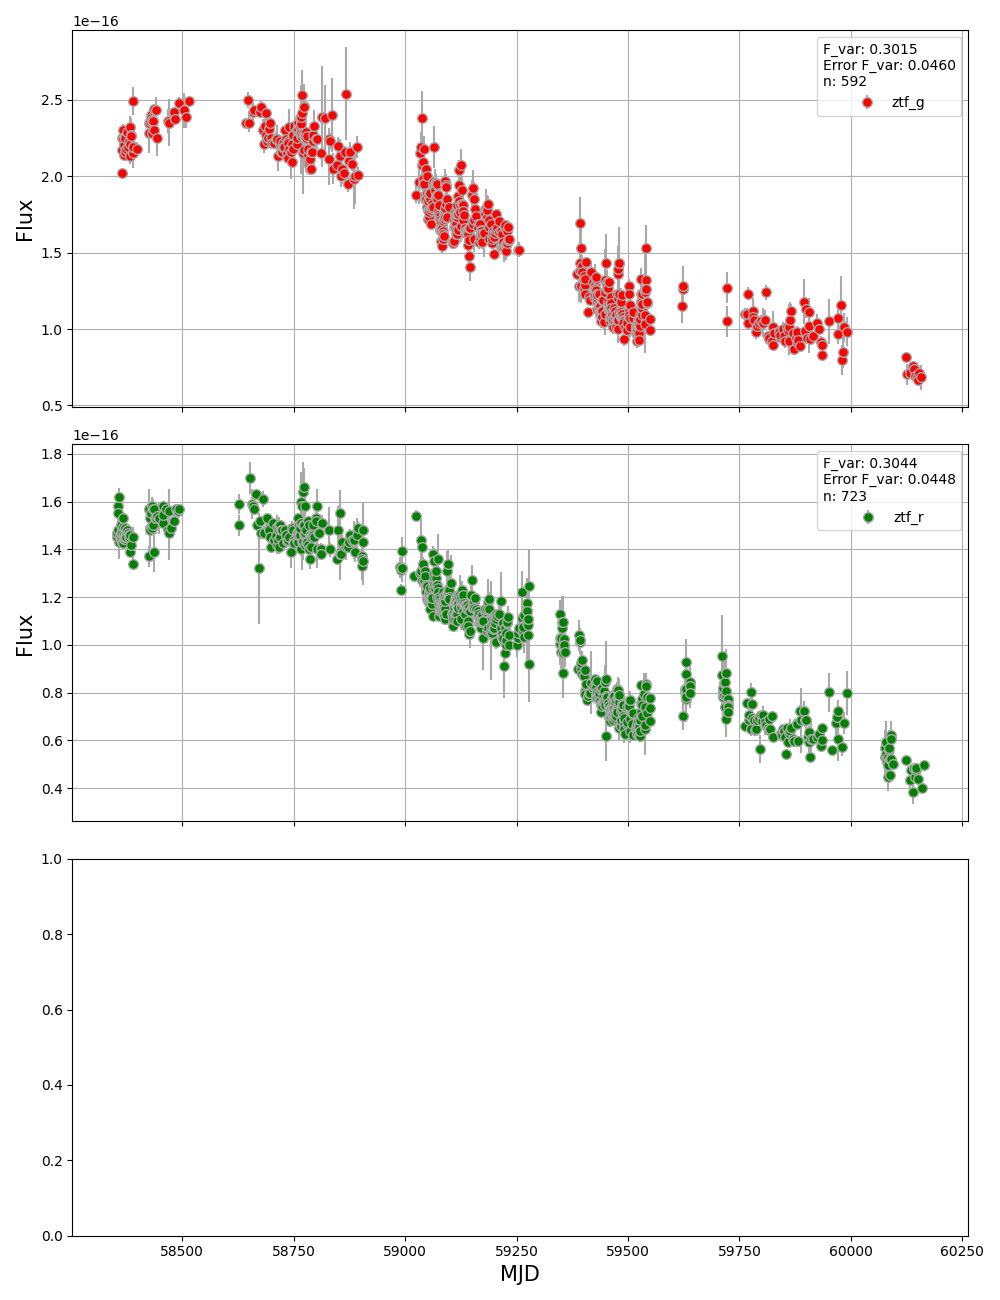 1e−16
F_var: 0.3015
Error F_var: 0.0460
n: 592
ztf_g
2.5
2.0
1.5
1.0
0.5
Flux
1e−16
F_var: 0.3044
Error F_var: 0.0448
n: 723
ztf_r
1.8
1.6
1.4
1.2
1.0
0.8
0.6
0.4
Flux
1.0
0.8
0.6
0.4
0.2
0.0
58500 58750 59000 59250 59500 59750 60000 60250
MJD